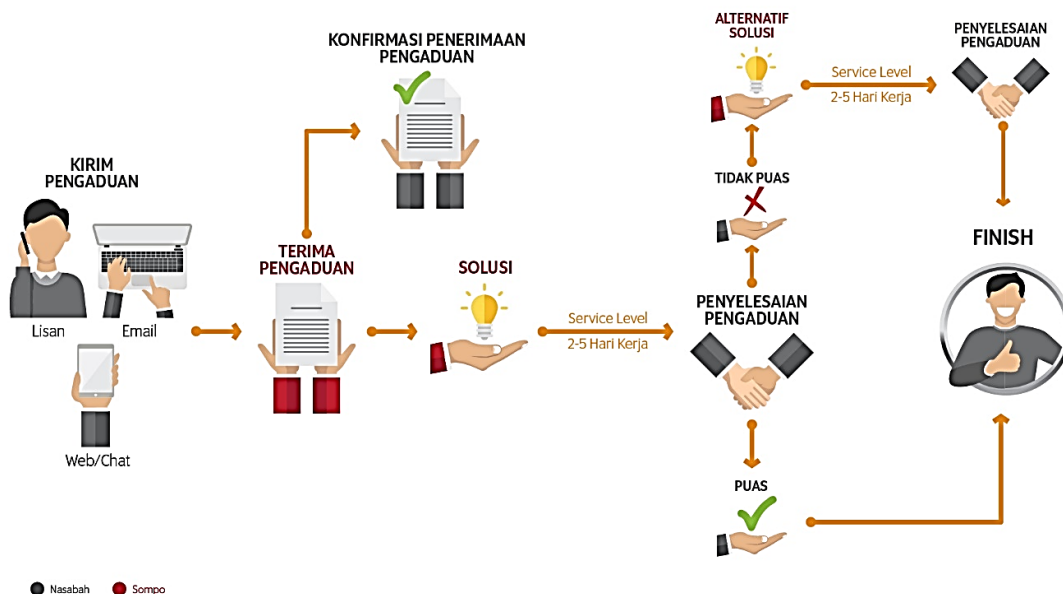 KIRIM
PENGADUAN
Lisan
Email
Web/Chat
TERIMA
PENGADUAN
KONFIRMASI PENERIMAAN
PENGADUAN
SOLUSI
Service Level
2-5 Hari Kerja
PENYELESAIAN
PENGADUAN
TIDAK PUAS
ALTERNATIF
SOLUSI
Service Level
2-5 Hari Kerja
PENYELESAIAN
PENGADUAN
PUAS
FINISH
Nasabah
Sompo